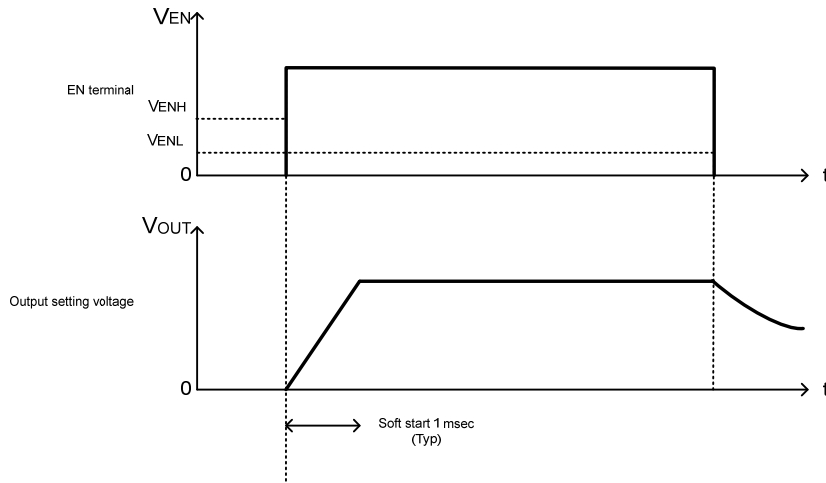 VEN
EN terminal
VENH
VENL
0
t
VOUT
Output setting voltage
0
t
Soft start 1 msec
(Typ)